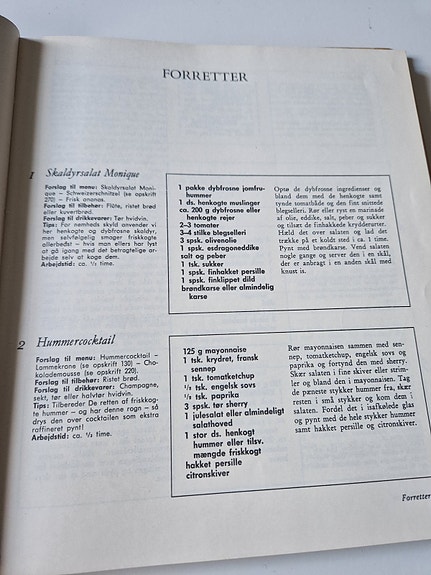 FORRETTER
1 Skaldyrsalat Monique
Forslag til menu: Skaldyrsalat Moni-
que – Schweizerschnitzel (se opskrift
270) – Frisk ananas.
Forslag til tilbehør: Flûte, ristet brød
eller kuvertbrød.
Forslag til drikkevarer: Tør hvidvin.
Tips: For nemheds skyld anvender vi
her henkogte og dybfrosne skaldyr,
men selvfølgelig smager friskkogte
allerbedst – hvis man ellers har lyst
at gå igang med det betragtelige ar-
bejde selv at koge dem.
Arbejdstid: ca. ½ time.
1 pakke dybfrosne jomfru-
hummer
1 ds. henkogte muslinger
ca. 200 g dybfrosne eller
henkogte rejer
2–3 tomater
3–4 stilke blegselleri
3 spsk. olivenolie
1 spsk. esdragoneddike
salt og peber
1 tsk. sukker
1 spsk. finhakket persille
1 spsk. finklippet dild
brøndkarse eller almindelig
karse
Optø de dybfrosne ingredienser og
bland dem med de henkogte samt
tynde tomatbåde og den fint snittede
blegselleri. Rør eller ryst en marinade
af olie, eddike, salt, peber og sukker
og tilsæt de finhakkede krydderurter.
Hæld det over salaten og lad det
trække på et koldt sted i ca. 1 time.
Pynt med brøndkarse. Vend salaten
nogle gange og server den i en skål,
der er anbragt i en anden skål med
knust is.
2 Hummercocktail
Forslag til menu: Hummercocktail –
Lammekrone (se opskrift 130) – Cho-
kolademousse (se opskrift 220).
Forslag til tilbehør: Ristet brød.
Forslag til drikkevarer: Champagne,
sekt, tør eller halvtør hvidvin.
Tips: Tilbereder De retten af friskkog-
te hummer – og har denne rogn – så
drys den over cocktailen som ekstra
raffineret pynt!
Arbejdstid: ca. ½ time.
125 g mayonnaise
1 tsk. krydret, fransk
sennep
1 tsk. tomatketchup
½ tsk. engelsk sovs
½ tsk. paprika
3 spsk. tør sherry
1 julesalat eller almindeligt
salathoved
1 stor ds. henkogt
hummer eller tilsv.
mængde friskkogt
hakket persille
citronskiver
Rør mayonnaisen sammen med sen-
nep, tomatketchup, engelsk sovs og
paprika og fortynd den med sherry.
Skær salaten i fine skiver eller strim-
ler og bland den i mayonnaisen. Tag
de pæneste stykker hummer fra, skær
resten i små stykker og kom dem i
salaten. Fordel det i isafkølede glas
og pynt med de hele stykker hummer
samt hakket persille og citronskiver.
Forretter